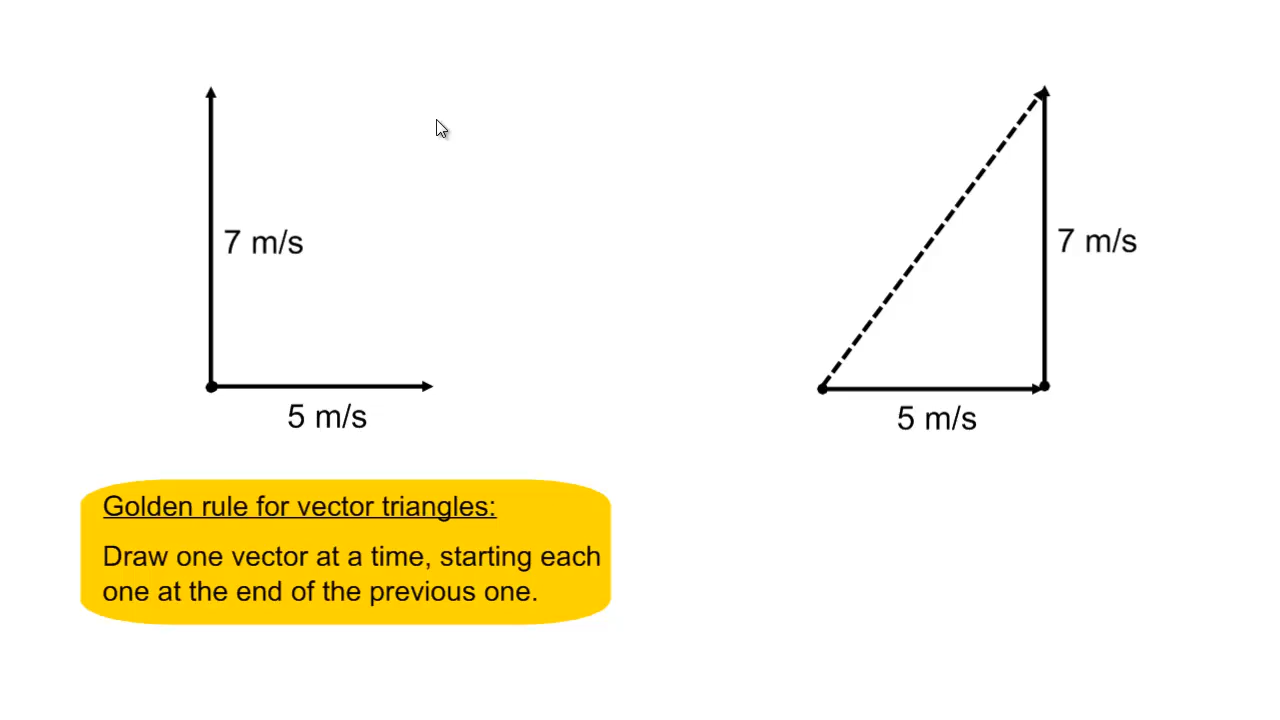 7 m/s
5 m/s
7 m/s
5 m/s
Golden rule for vector triangles:
Draw one vector at a time, starting each
one at the end of the previous one.